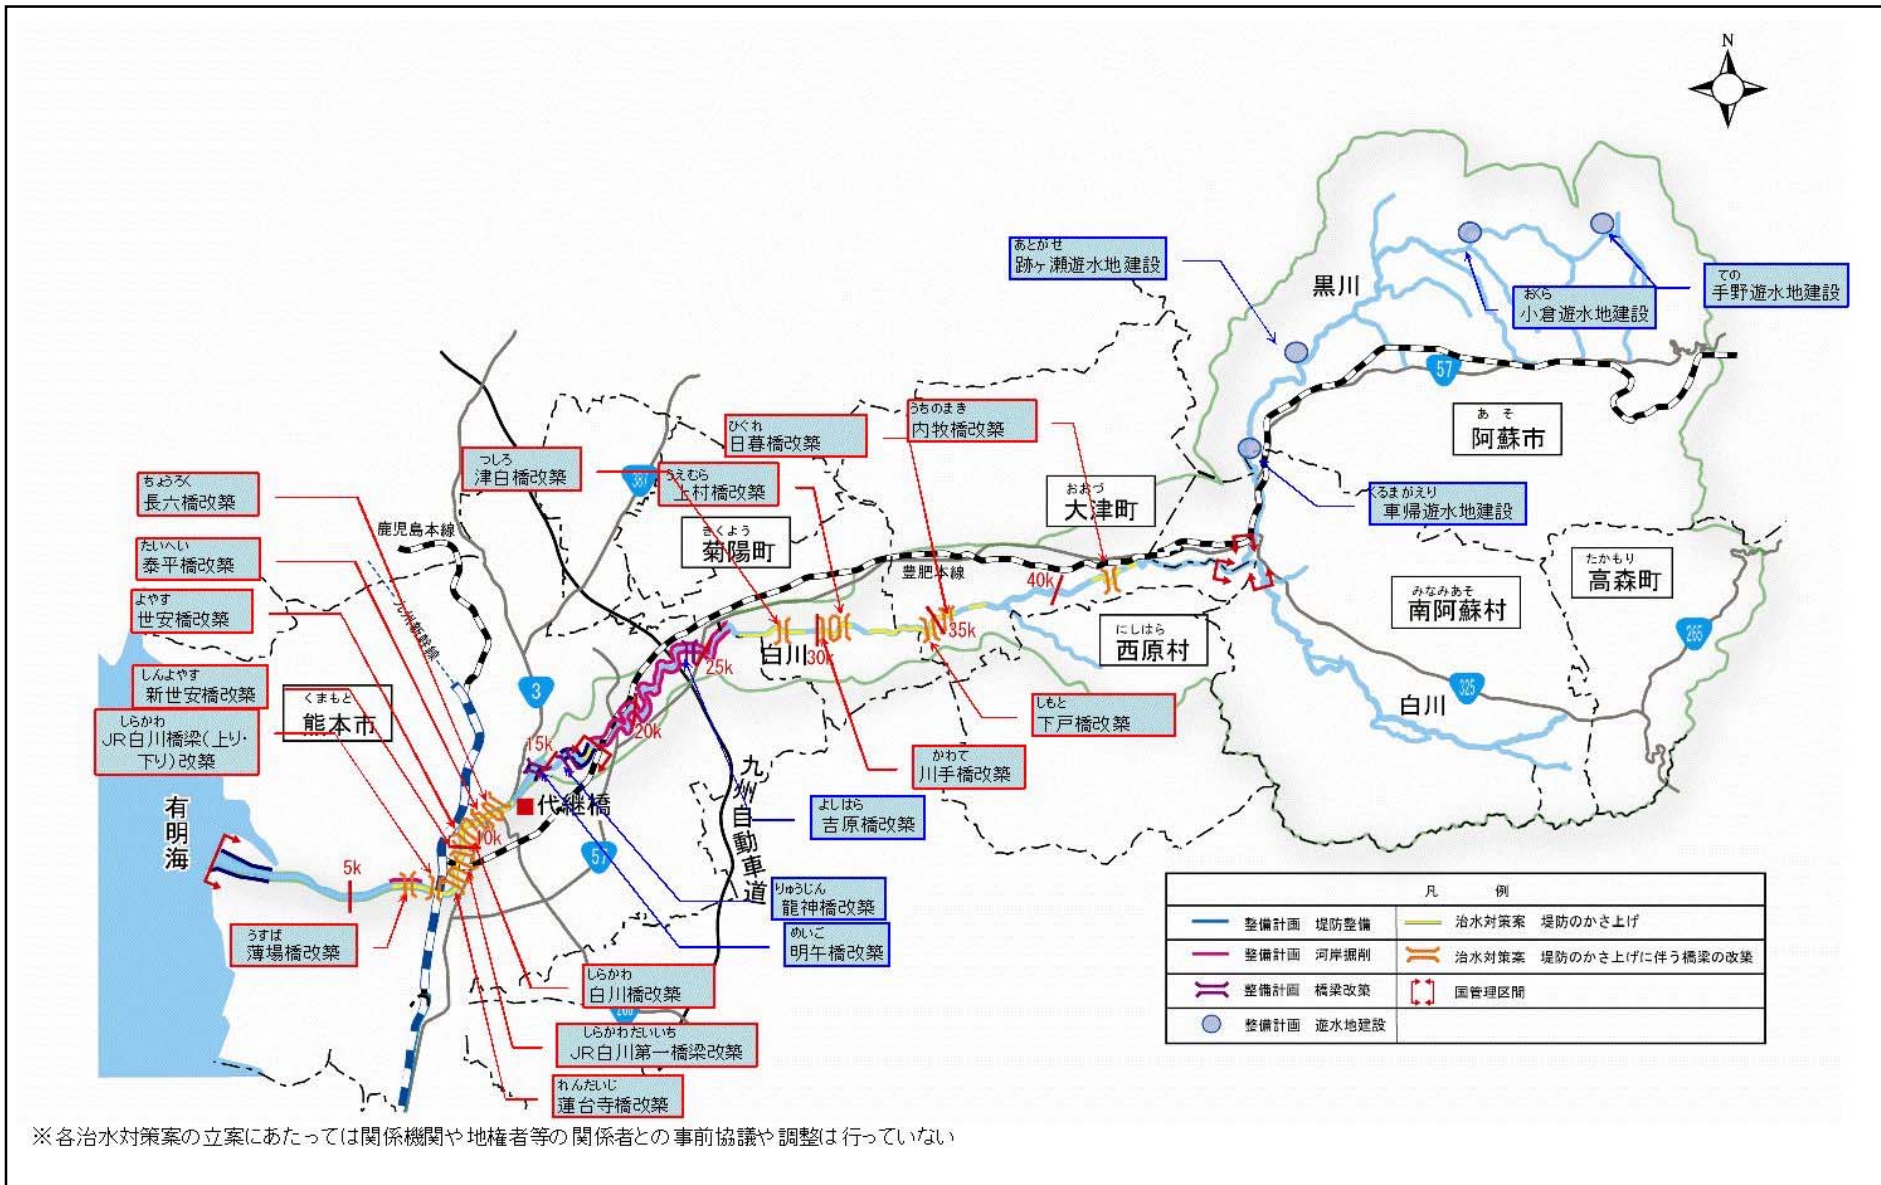 N
あとがせ
跡ヶ瀬遊水地建設
黒川
おぐら
小倉遊水地建設
ての
手野遊水地建設
57
あ そ
阿蘇市
うちのまき
内牧橋改築
ひぐれ
日暮橋改築
つしろ
津白橋改築
387
うえむら
上村橋改築
ちょうろく
長六橋改築
鹿児島本線
きくよう
菊陽町
おおづ
大津町
くるまがえり
車帰遊水地建設
たいへい
泰平橋改築
九州新幹線
豊肥本線
40k
たかもり
高森町
みなみあそ
南阿蘇村
よやす
世安橋改築
にしはら
西原村
35k
265
白川
30k
25k
しんよやす
新世安橋改築
3
325
白川
しらかわ
JR白川橋梁(上り・
下り)改築
くまもと
熊本市
しもと
下戸橋改築
20k
15k
かわて
川手橋改築
九州自動車道
代継橋
よしはら
吉原橋改築
有明海
10k
5k
57
りゅうじん
龍神橋改築
めいご
明午橋改築
うすば
薄場橋改築
しらかわ
白川橋改築
しらかわだいいち
JR白川第一橋梁改築
れんだいじ
蓮台寺橋改築
凡 例
整備計画 堤防整備
治水対策案 堤防のかさ上げ
整備計画 河岸掘削
治水対策案 堤防のかさ上げに伴う橋梁の改築
整備計画 橋梁改築
国管理区間
整備計画 遊水地建設
※各治水対策案の立案にあたっては関係機関や地権者等の関係者との事前協議や調整は行っていない